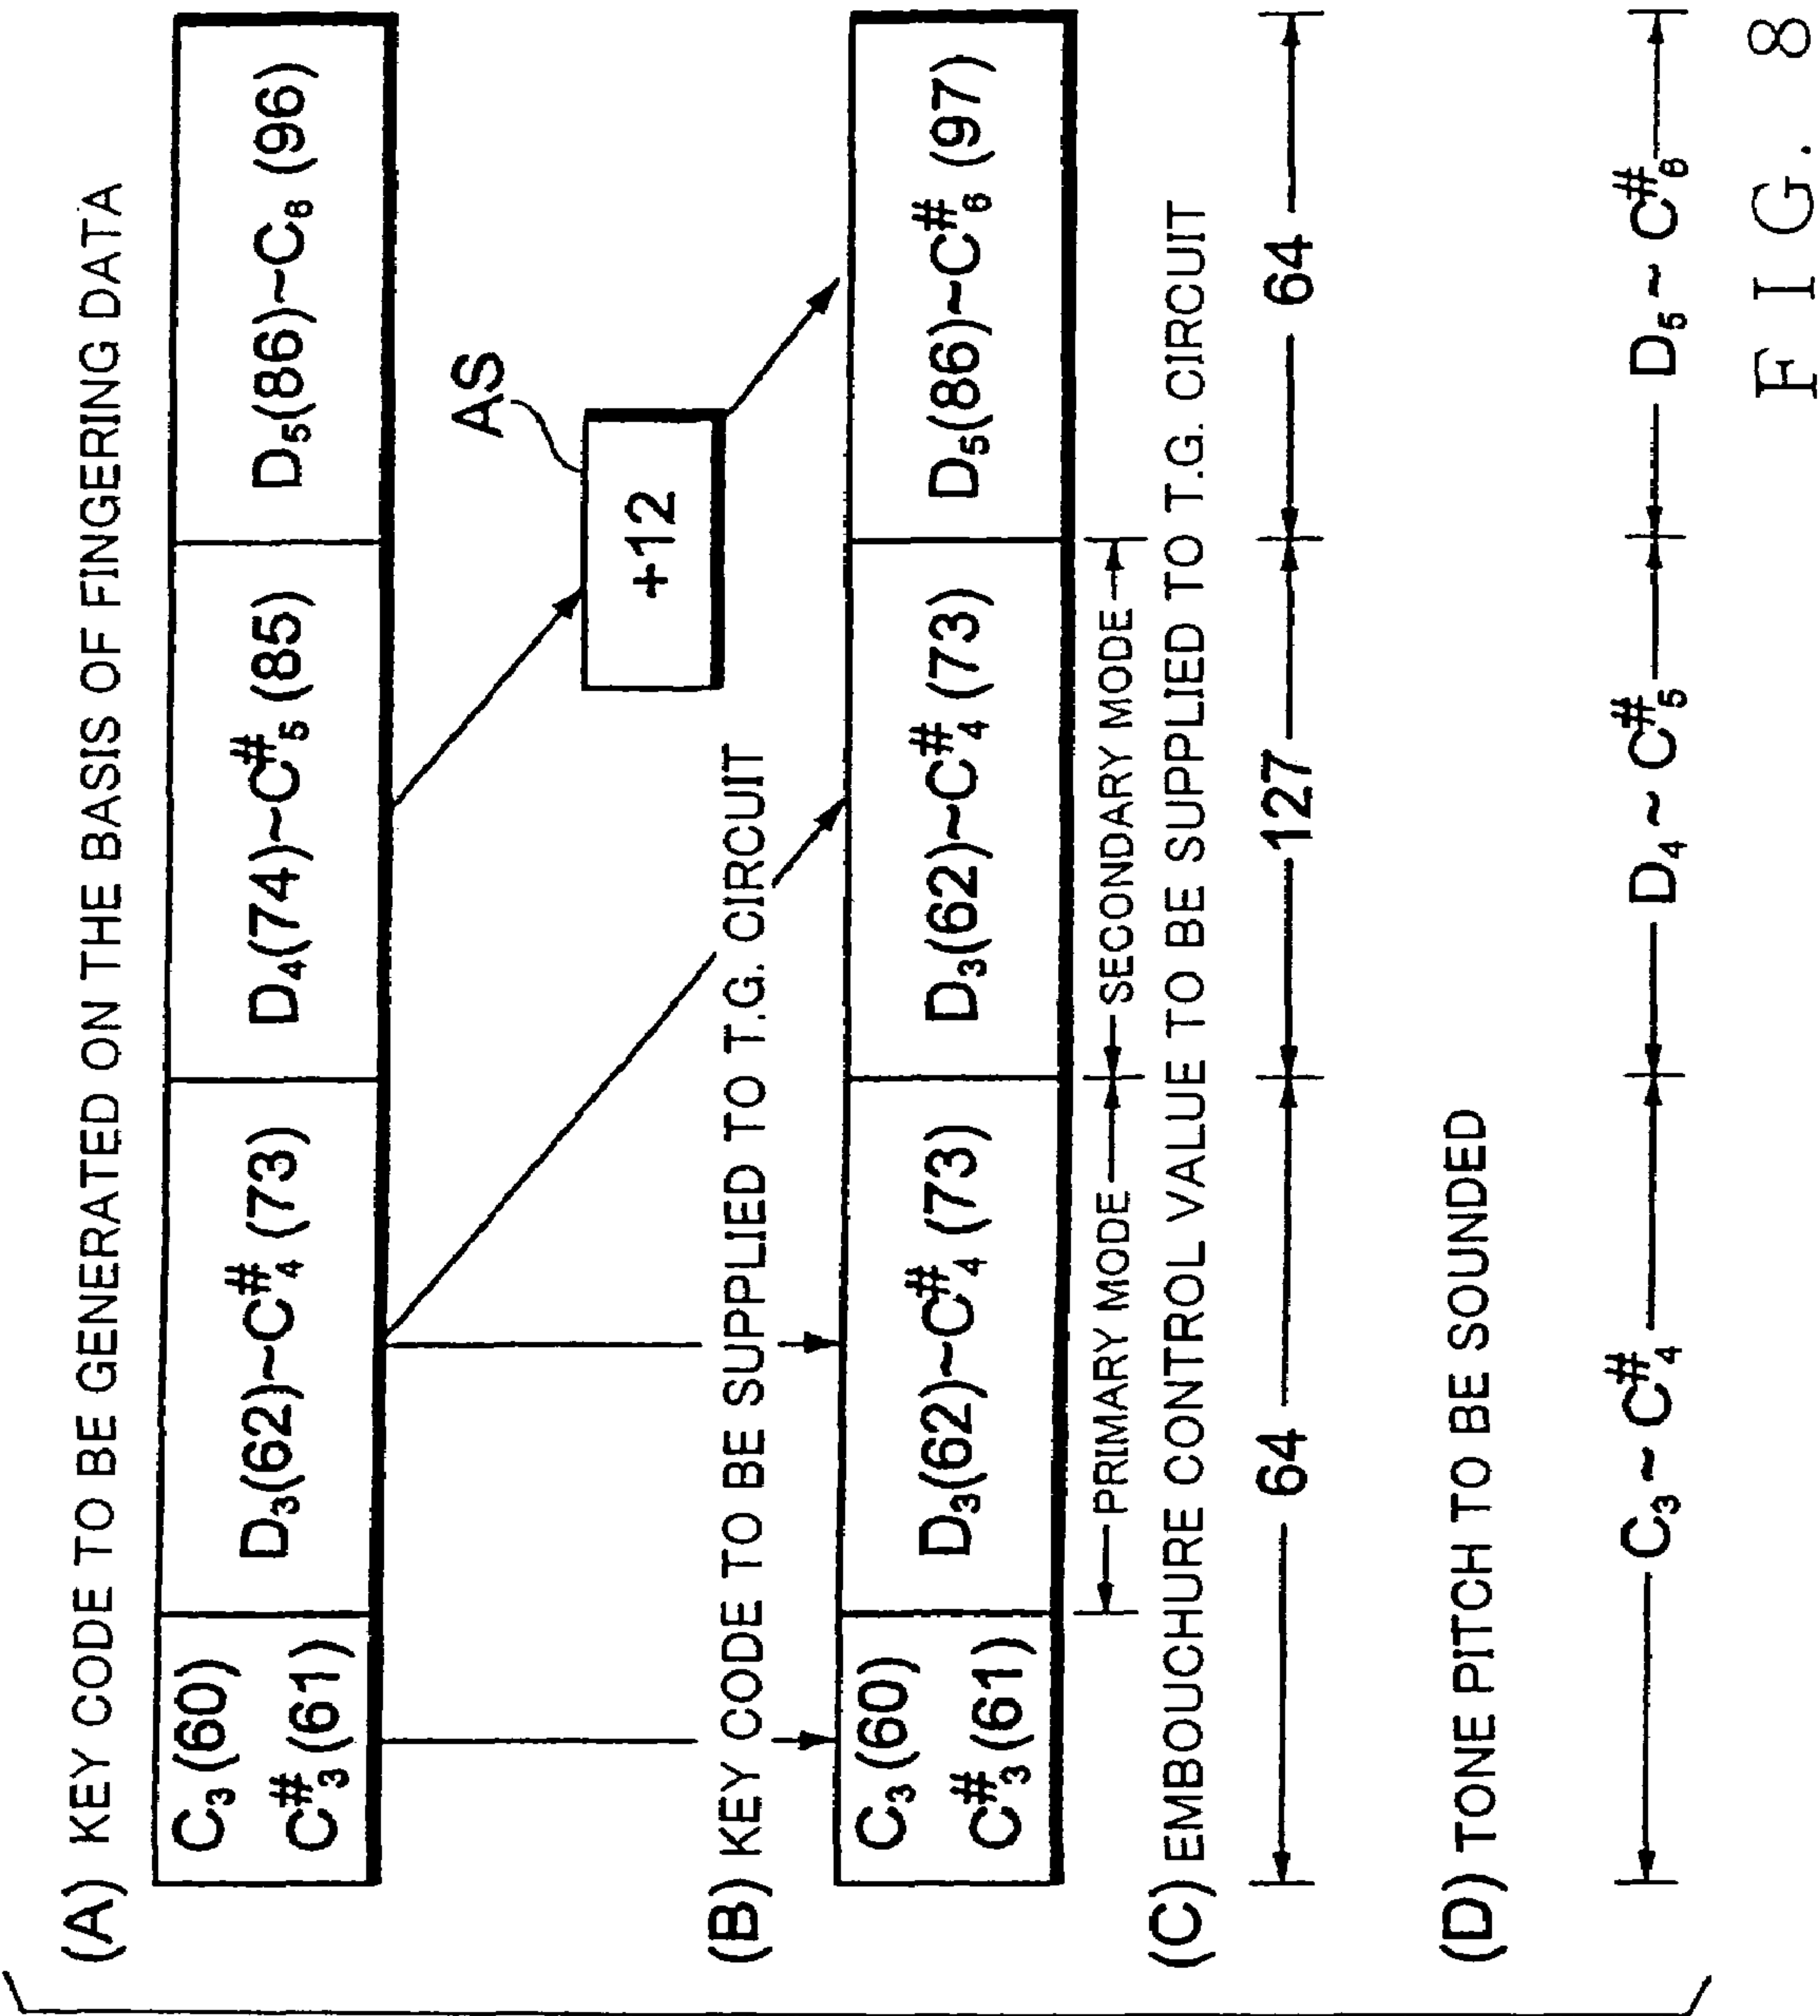 (A) KEY CODE TO BE GENERATED ON THE BASIS OF FINGERING DATA
C₃ (60)
C#₃ (61)
D₃(62)~C#₄ (73)
D₄(74)~C#₅ (85)
D₅(86)~C₆ (96)
AS
+12
(B) KEY CODE TO BE SUPPLIED TO T.G. CIRCUIT
C₃ (60)
C#₃ (61)
D₃(62)~C#₄ (73)
D₃(62)~C#₄ (73)
D₅(86)~C#₆ (97)
PRIMARY MODE
SECONDARY MODE
(C) EMBOUCHURE CONTROL VALUE TO BE SUPPLIED TO T.G. CIRCUIT
64
127
64
(D) TONE PITCH TO BE SOUNDED
C₃ ~ C#₄
D₄ ~ C#₅
D₅ ~ C#₆
FIG. 8